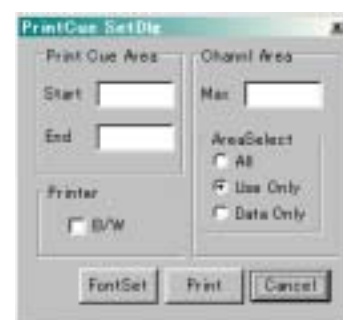 PrintCue SetDlg
Print Cue Area
Start
End
Printer
B/W
Channl Area
Max
AreaSelect
All
Use Only
Data Only
FontSet
Print
Cancel